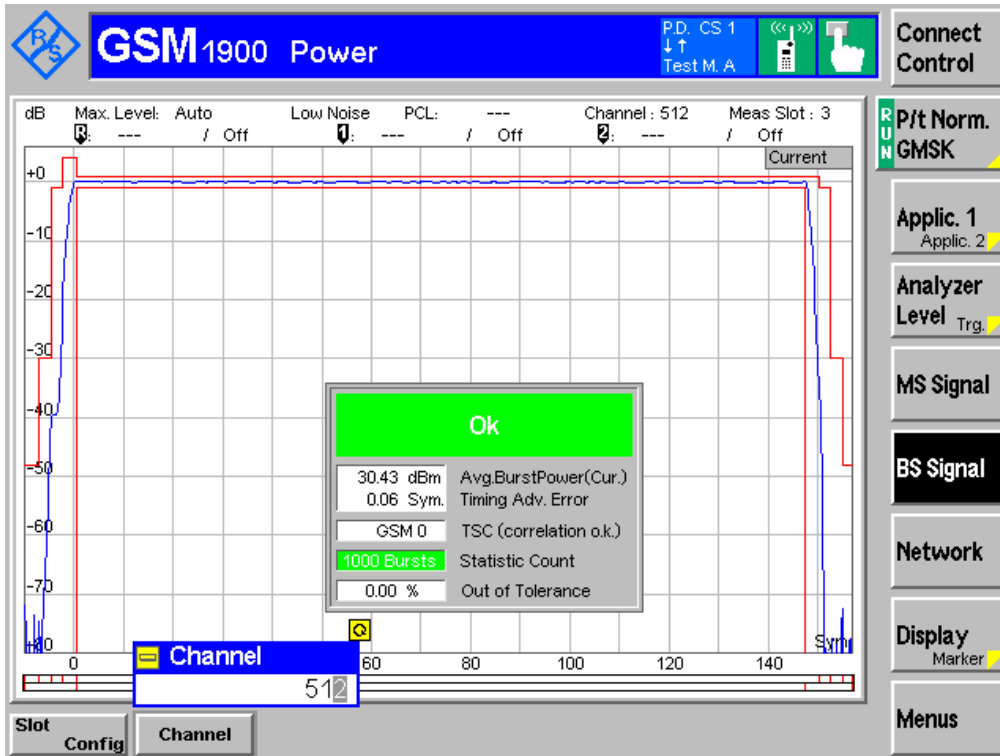 R/S
GSM 1900 Power
P.D. CS 1
↓ ↑
Test M. A
Connect
Control
dB Max. Level: Auto Low Noise PCL: --- Channel : 512 Meas Slot : 3
R: --- / Off 1: --- / Off 2: --- / Off
Current
RUN
P/t Norm.
GMSK
+0
-10
-20
-30
-40
-50
-60
-70
Applic. 1
Applic. 2
Analyzer
Level Trg.
MS Signal
BS Signal
Network
Display
Marker
Menus
Ok
30.43 dBm Avg.BurstPower(Cur.)
0.06 Sym. Timing Adv. Error
GSM 0 TSC (correlation o.k.)
1000 Bursts Statistic Count
0.00 % Out of Tolerance
0 60 80 100 120 140
Channel
512
Slot
Config
Channel